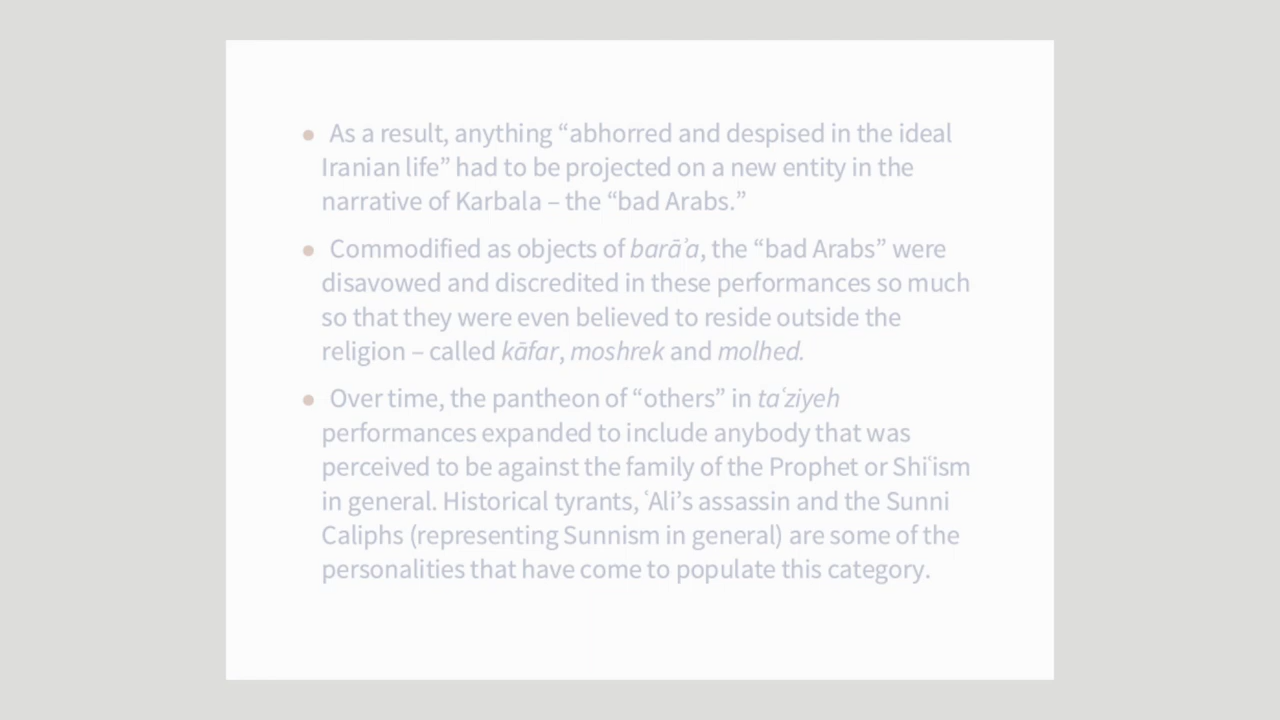 ● As a result, anything “abhorred and despised in the ideal
Iranian life” had to be projected on a new entity in the
narrative of Karbala – the “bad Arabs.”
● Commodified as objects of barāʾa, the “bad Arabs” were
disavowed and discredited in these performances so much
so that they were even believed to reside outside the
religion – called kāfar, moshrek and molhed.
● Over time, the pantheon of “others” in taʿziyeh
performances expanded to include anybody that was
perceived to be against the family of the Prophet or Shiʿism
in general. Historical tyrants, ʿAli’s assassin and the Sunni
Caliphs (representing Sunnism in general) are some of the
personalities that have come to populate this category.